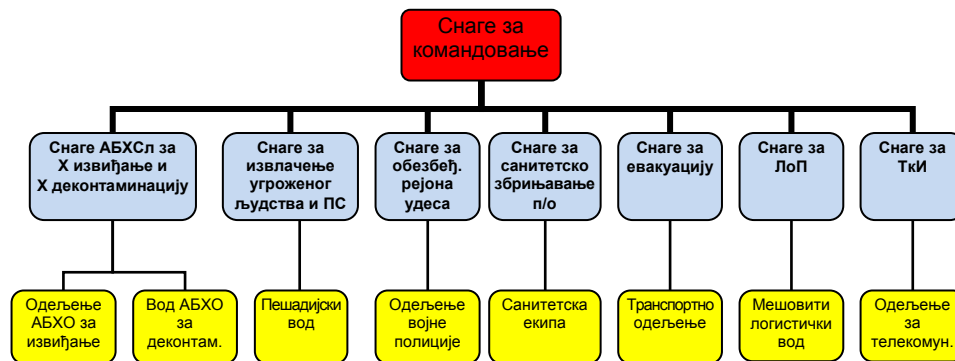 Снаге за
командовање
Снаге АБХСл за
Х извиђање и
Х деконтаминацију
Снаге за
извлачење
угроженог
људства и ПС
Снаге за
обезбеђ.
рејона
удеса
Снаге за
санитетско
збрињавање
п/о
Снаге за
евакуацију
Снаге за
ЛоП
Снаге за
ТкИ
Одељење
АБХО за
извиђање
Вод АБХО
за
деконтам.
Пешадијски
вод
Одељење
војне
полиције
Санитетска
екипа
Транспортно
одељење
Мешовити
логистички
вод
Одељење
за
телекомун.